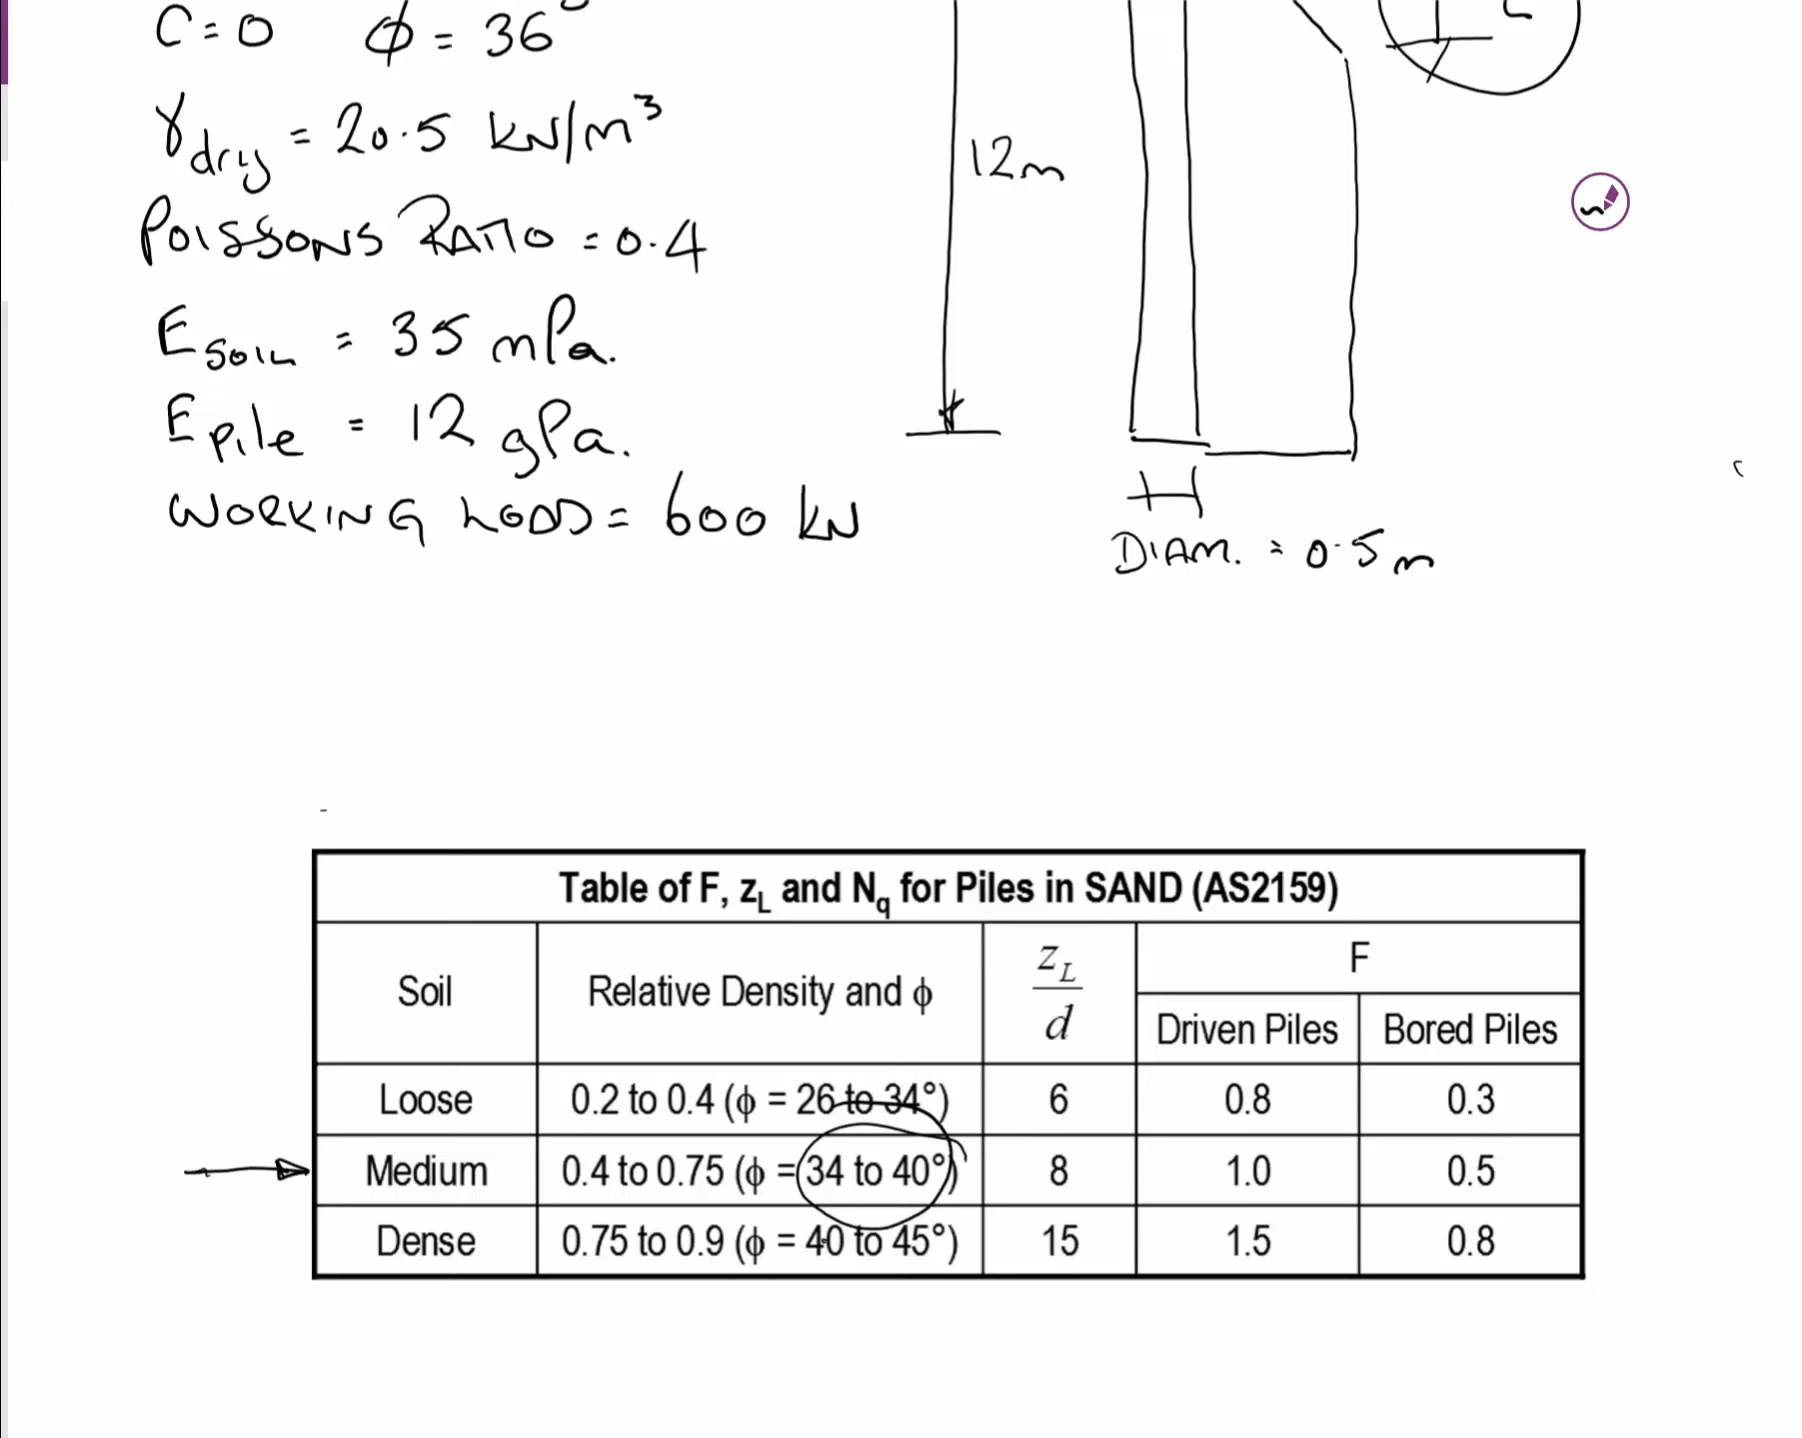 C = 0 ϕ = 36°
γdry = 20.5 kN/m³
POISSONS RATIO = 0.4
Esoil = 35 mPa.
Epile = 12 gPa.
WORKING LOAD = 600 kN
12m
DIAM. = 0.5m
Table of F, zL and Nq for Piles in SAND (AS2159)
Soil Relative Density and ϕ zL/d F
Driven Piles Bored Piles
Loose 0.2 to 0.4 (ϕ = 26 to 34°) 6 0.8 0.3
Medium 0.4 to 0.75 (ϕ = 34 to 40°) 8 1.0 0.5
Dense 0.75 to 0.9 (ϕ = 40 to 45°) 15 1.5 0.8